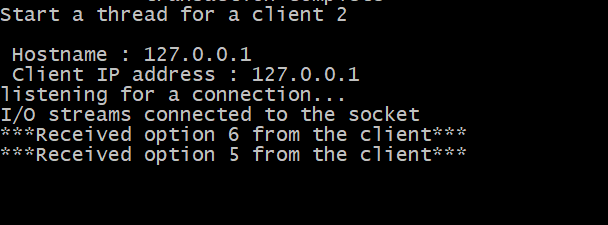 Start a thread for a client 2
Hostname : 127.0.0.1
Client IP address : 127.0.0.1
listening for a connection...
I/O streams connected to the socket
***Received option 6 from the client***
***Received option 5 from the client***